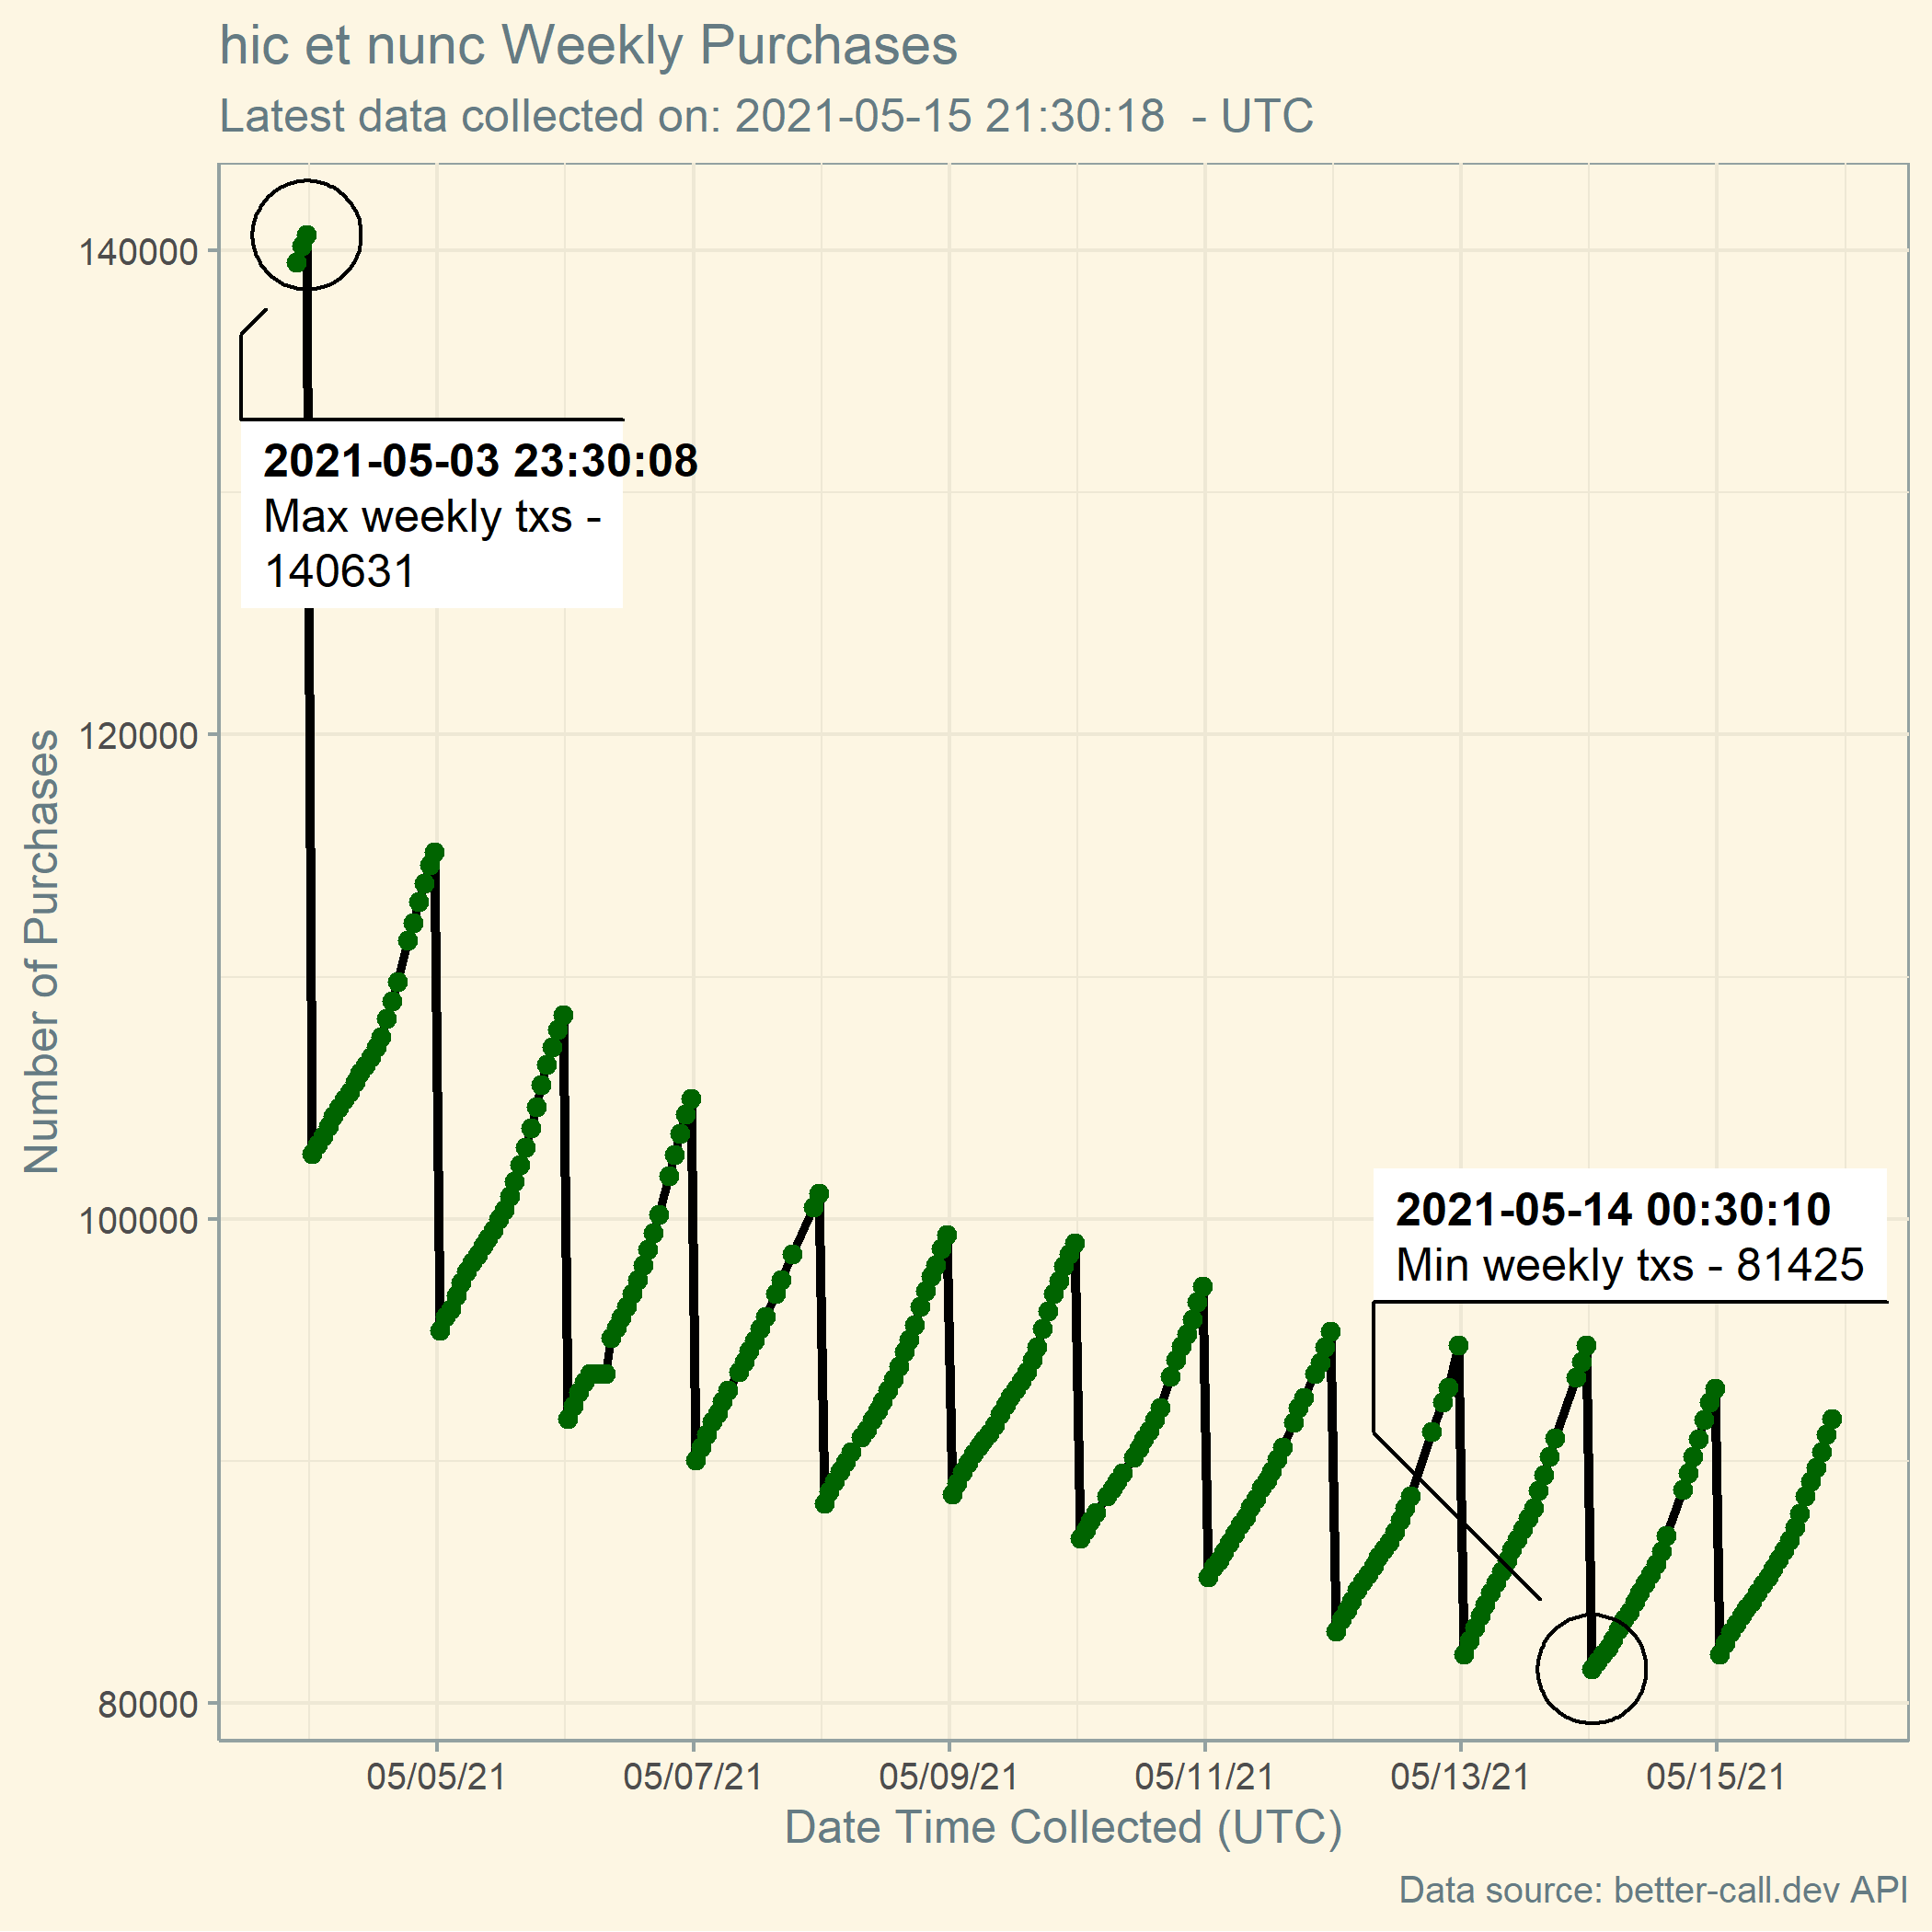 hic et nunc Weekly Purchases
Latest data collected on: 2021-05-15 21:30:18  - UTC
Number of Purchases
140000
120000
100000
80000
2021-05-03 23:30:08
Max weekly txs -
140631
2021-05-14 00:30:10
Min weekly txs - 81425
05/05/21
05/07/21
05/09/21
05/11/21
05/13/21
05/15/21
Date Time Collected (UTC)
Data source: better-call.dev API